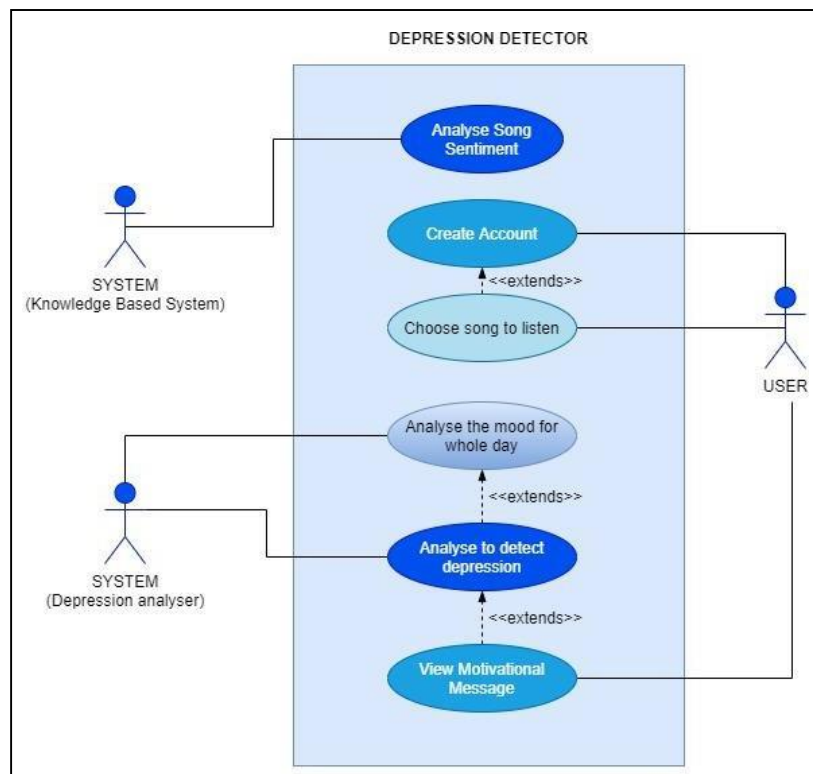 DEPRESSION DETECTOR
Analyse Song
Sentiment
SYSTEM
(Knowledge Based System)
Create Account
<<extends>>
Choose song to listen
USER
Analyse the mood for
whole day
<<extends>>
Analyse to detect
depression
SYSTEM
(Depression analyser)
<<extends>>
View Motivational
Message